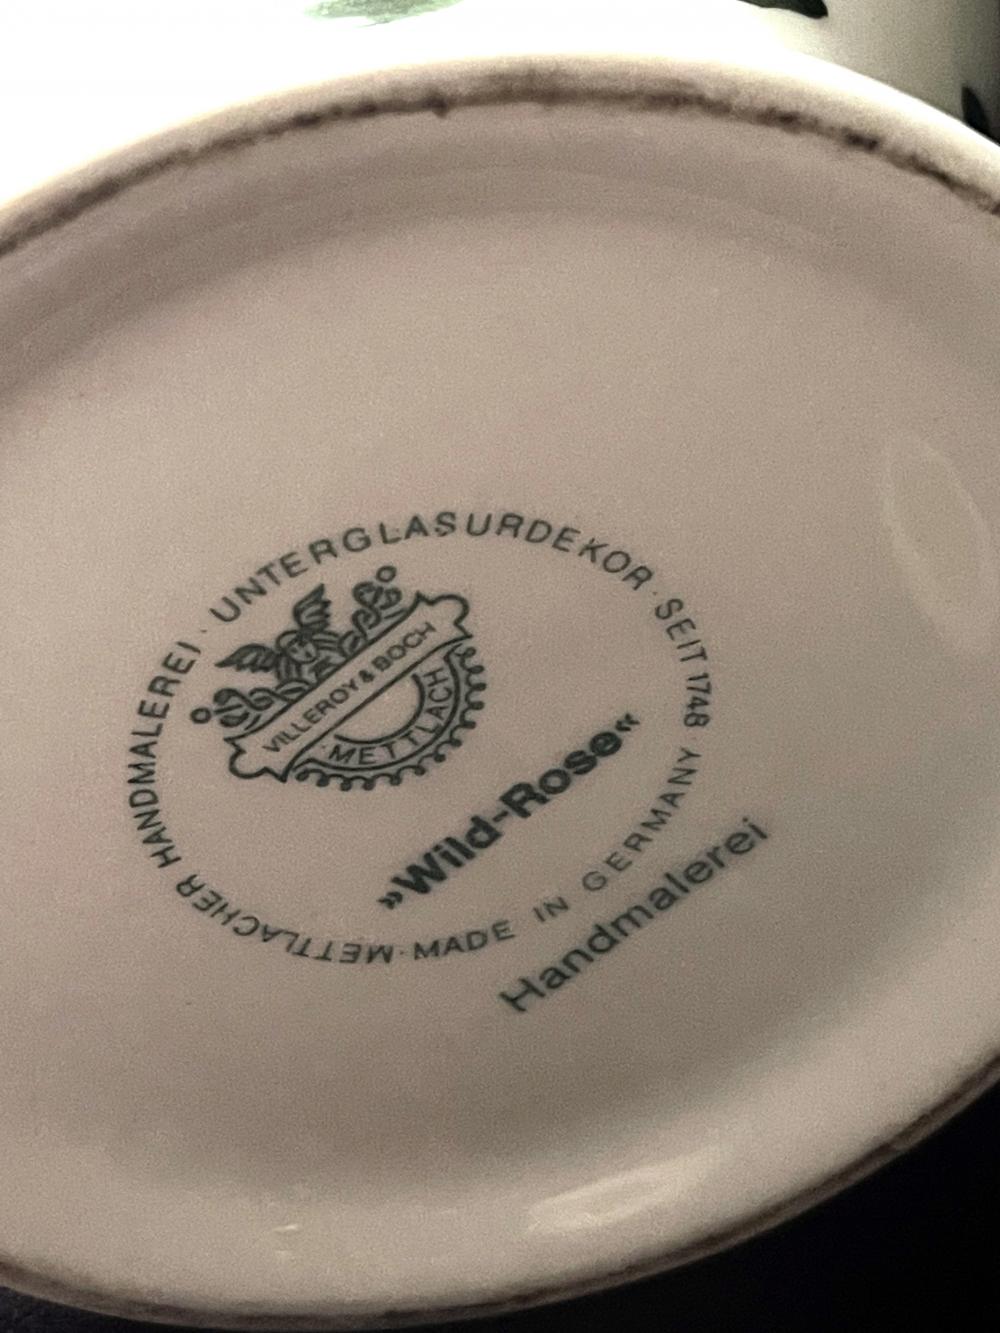 METTLACHER HANDMALEREI · UNTERGLASURDEKOR · SEIT 1748
VILLEROY & BOCH
METTLACH
»Wild-Rose«
MADE IN GERMANY
Handmalerei